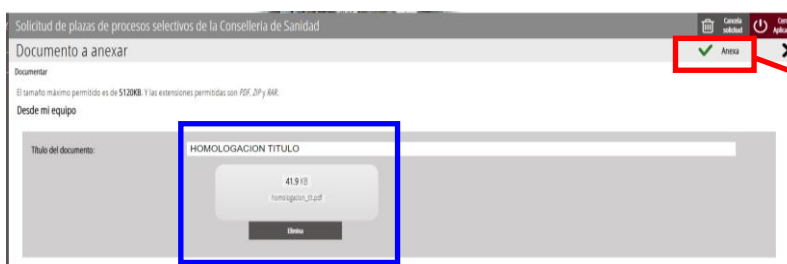 Solicitud de plazas de procesos selectivos de la Conselleria de Sanidad
Cancela solicitud
Documento a anexar
Anexa
Documentar
El tamaño máximo permitido es de 5120KB. Y las extensiones permitidas son PDF, ZIP y RAR.
Desde mi equipo
Título del documento:
HOMOLOGACION TITULO
41.9 KB
homologacion_tit.pdf
Elimina